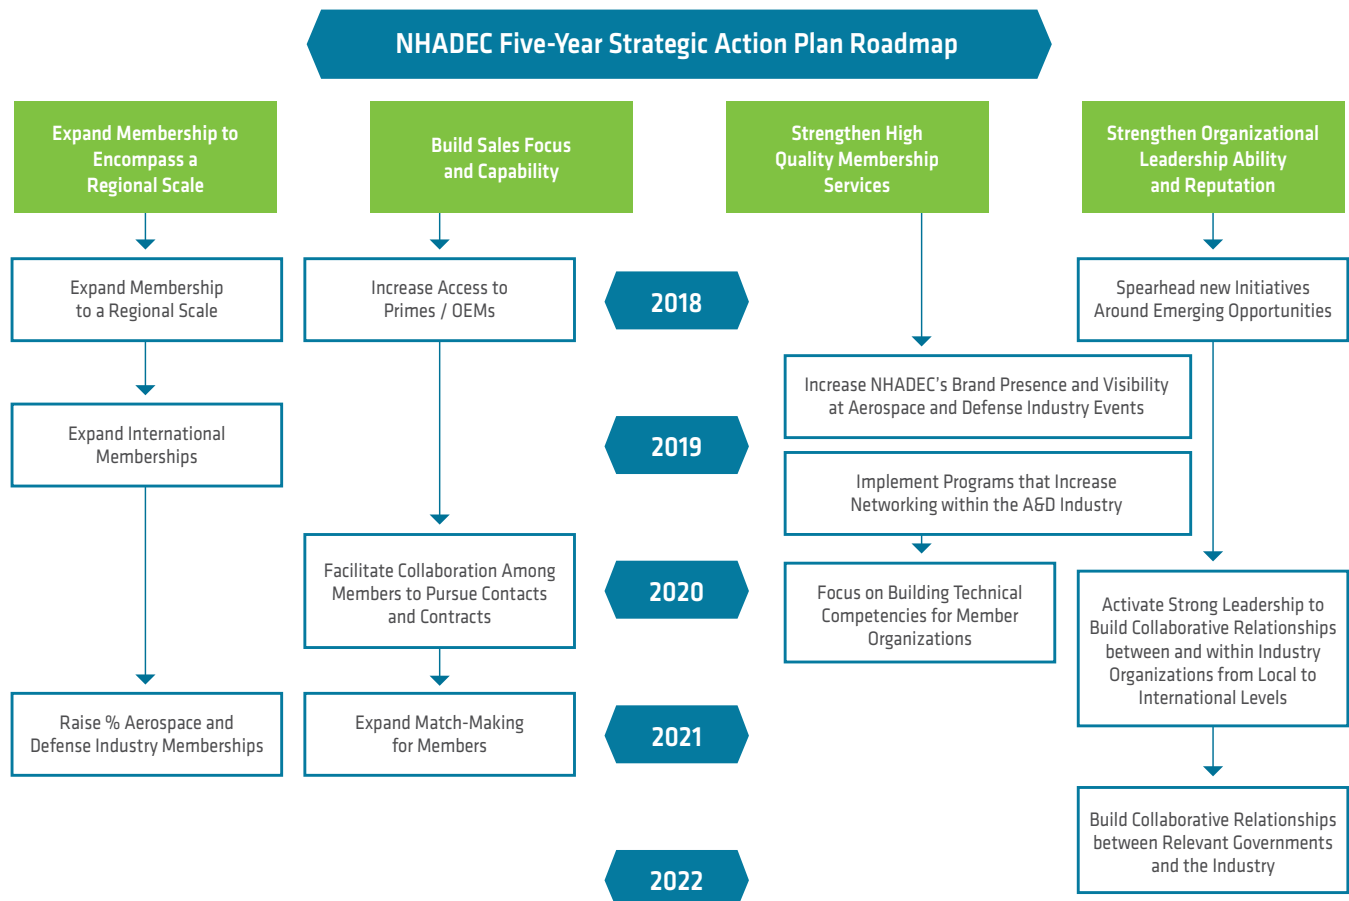 NHADEC Five-Year Strategic Action Plan Roadmap
Expand Membership to
Encompass a
Regional Scale
Build Sales Focus
and Capability
Strengthen High
Quality Membership
Services
Strengthen Organizational
Leadership Ability
and Reputation
Expand Membership
to a Regional Scale
Increase Access to
Primes / OEMs
2018
Spearhead new Initiatives
Around Emerging Opportunities
Increase NHADEC's Brand Presence and Visibility
at Aerospace and Defense Industry Events
Expand International
Memberships
2019
Implement Programs that Increase
Networking within the A&D Industry
Facilitate Collaboration Among
Members to Pursue Contacts
and Contracts
2020
Focus on Building Technical
Competencies for Member
Organizations
Activate Strong Leadership to
Build Collaborative Relationships
between and within Industry
Organizations from Local to
International Levels
Raise % Aerospace and
Defense Industry Memberships
Expand Match-Making
for Members
2021
Build Collaborative Relationships
between Relevant Governments
and the Industry
2022